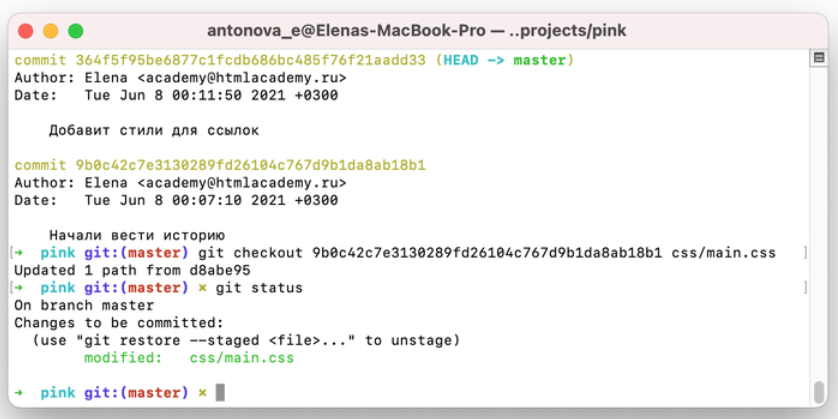 antonova_e@Elenas-MacBook-Pro — ..projects/pink
commit 364f5f95be6877c1fcdb686bc485f76f21aadd33 (HEAD -> master)
Author: Elena <academy@htmlacademy.ru>
Date:   Tue Jun 8 00:11:50 2021 +0300
    Добавит стили для ссылок
commit 9b0c42c7e3130289fd26104c767d9b1da8ab18b1
Author: Elena <academy@htmlacademy.ru>
Date:   Tue Jun 8 00:07:10 2021 +0300
    Начали вести историю
[➜  pink git:(master) git checkout 9b0c42c7e3130289fd26104c767d9b1da8ab18b1 css/main.css ]
Updated 1 path from d8abe95
[➜  pink git:(master) × git status ]
On branch master
Changes to be committed:
  (use "git restore --staged <file>..." to unstage)
        modified:   css/main.css
➜  pink git:(master) ×